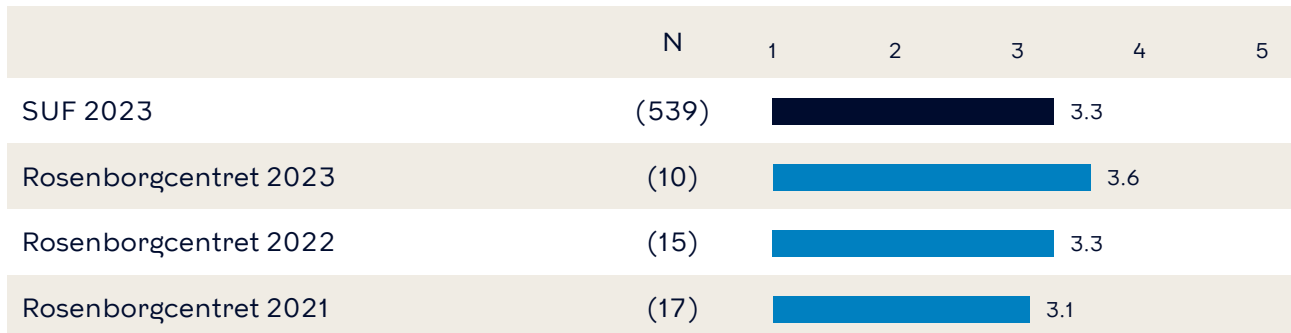 N 1 2 3 4 5
SUF 2023 (539) 3.3
Rosenborgcentret 2023 (10) 3.6
Rosenborgcentret 2022 (15) 3.3
Rosenborgcentret 2021 (17) 3.1